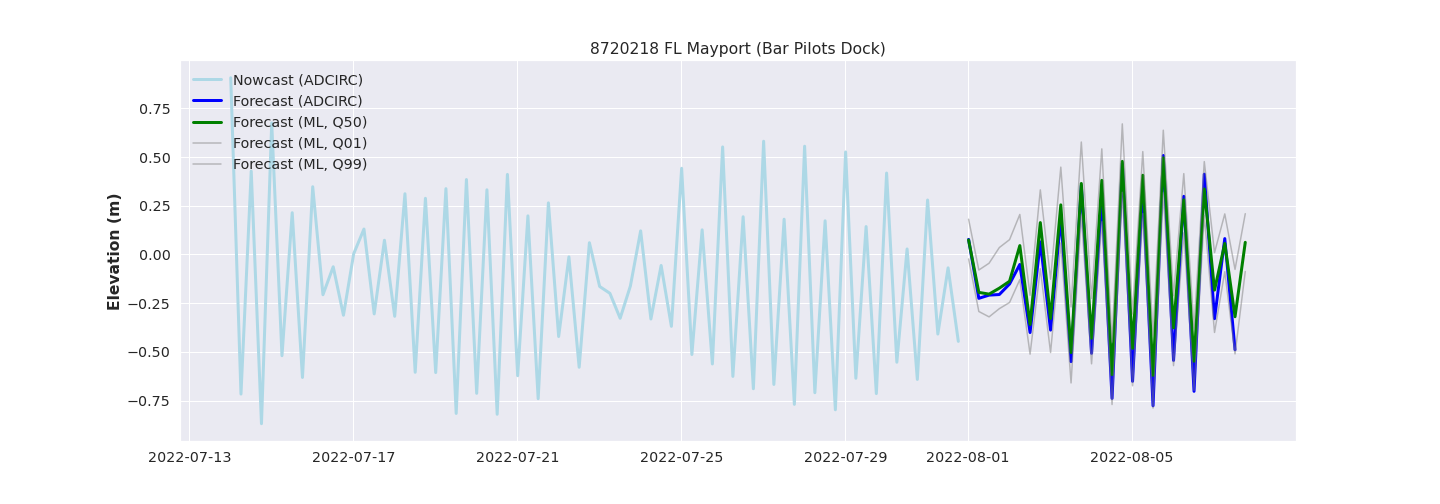 8720218 FL Mayport (Bar Pilots Dock)
Nowcast (ADCIRC)
Forecast (ADCIRC)
Forecast (ML, Q50)
Forecast (ML, Q01)
Forecast (ML, Q99)
Elevation (m)
0.75
0.50
0.25
0.00
−0.25
−0.50
−0.75
2022-07-13 2022-07-17 2022-07-21 2022-07-25 2022-07-29 2022-08-01 2022-08-05